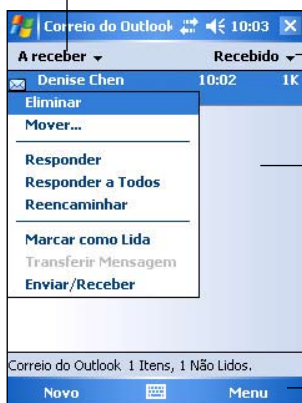 Correio do Outlook 10:03
A receber Recebido
Denise Chen 10:02 1K
Eliminar
Mover...
Responder
Responder a Todos
Reencaminhar
Marcar como Lida
Transferir Mensagem
Enviar/Receber
Correio do Outlook 1 Itens, 1 Não Lidos.
Novo Menu